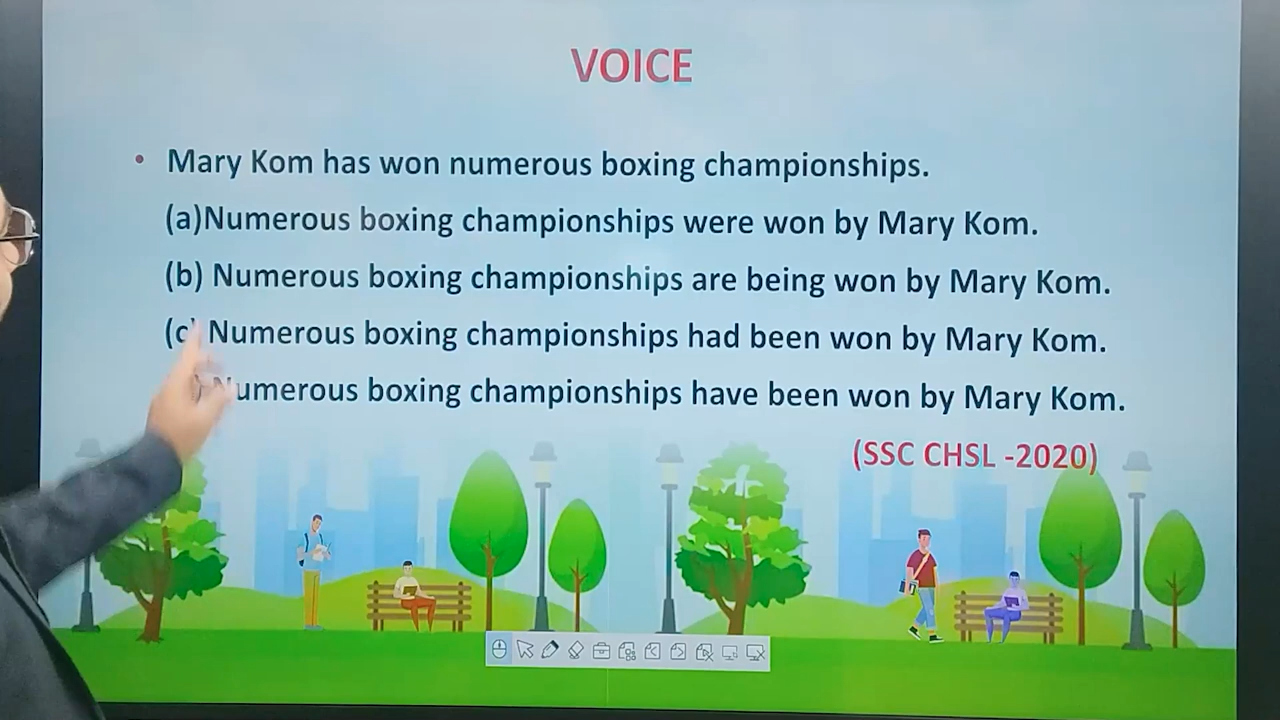 VOICE
• Mary Kom has won numerous boxing championships.
(a)Numerous boxing championships were won by Mary Kom.
(b) Numerous boxing championships are being won by Mary Kom.
(c) Numerous boxing championships had been won by Mary Kom.
Numerous boxing championships have been won by Mary Kom.
(SSC CHSL -2020)